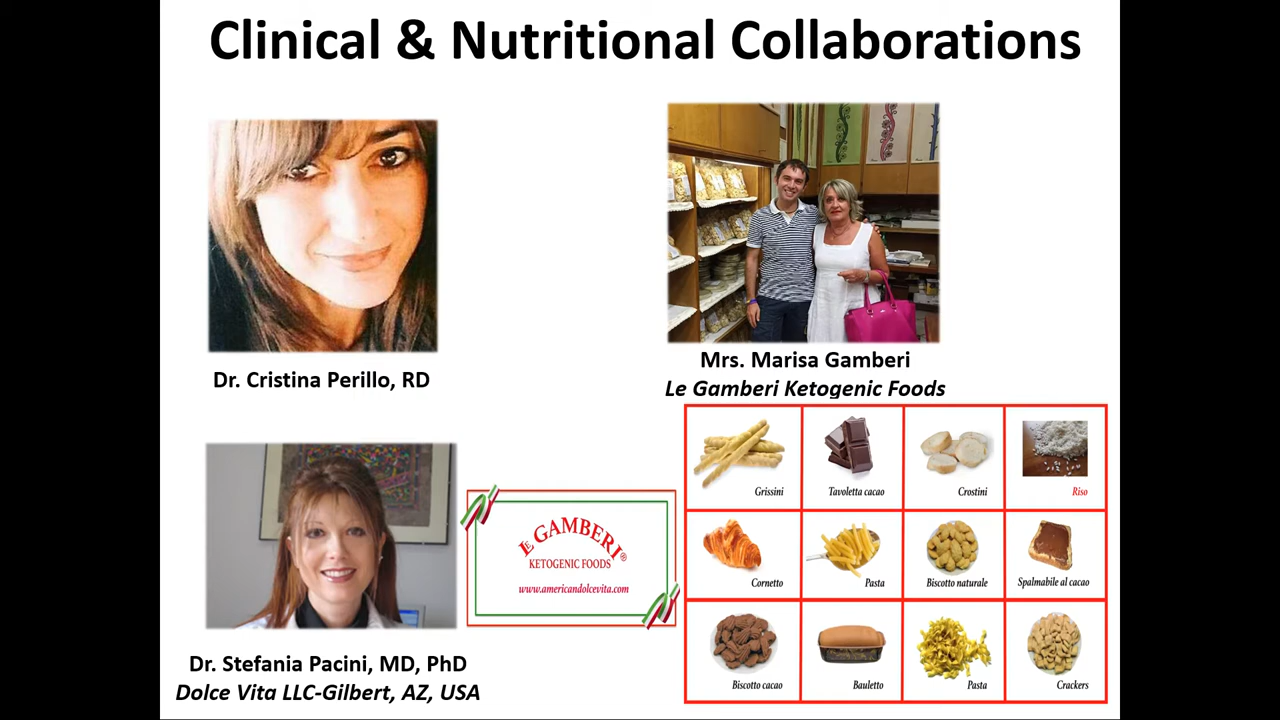 Clinical & Nutritional Collaborations
Dr. Cristina Perillo, RD
Mrs. Marisa Gamberi
Le Gamberi Ketogenic Foods
Dr. Stefania Pacini, MD, PhD
Dolce Vita LLC-Gilbert, AZ, USA
LE GAMBERI®
KETOGENIC FOODS
www.americandolcevita.com
Grissini
Tavoletta cacao
Crostini
Riso
Cornetto
Pasta
Biscotto naturale
Spalmabile al cacao
Biscotto cacao
Bauletto
Pasta
Crackers